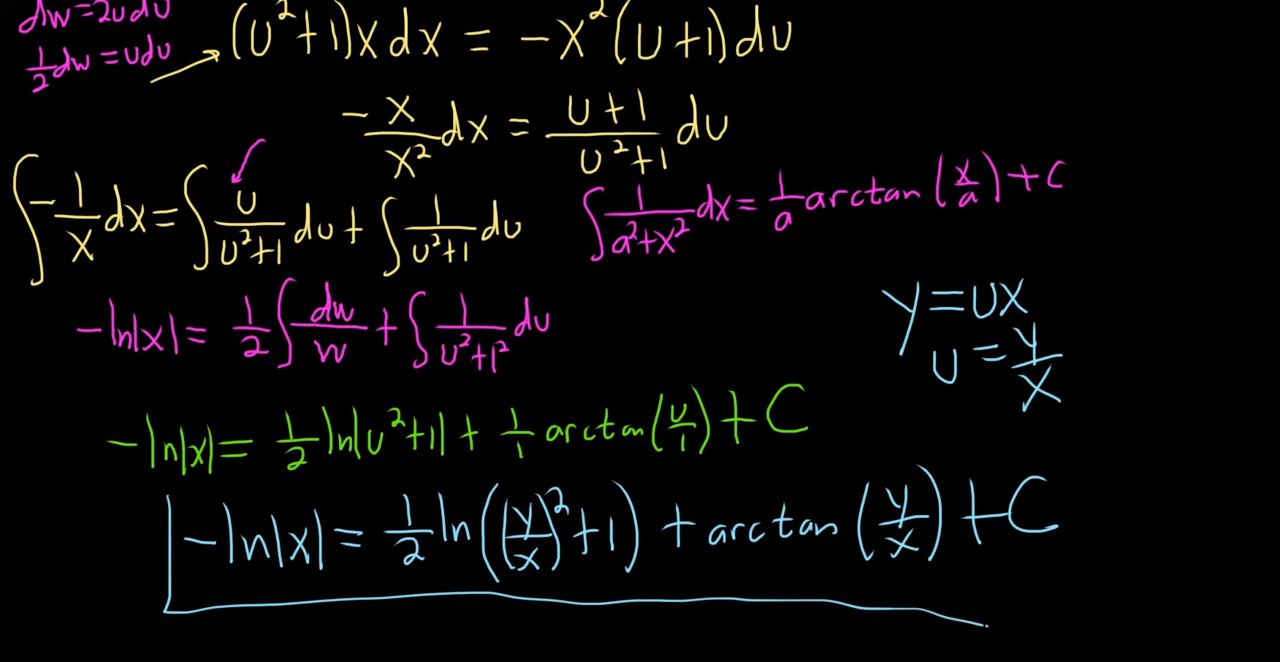 dw = 2u du
1/2 dw = u du
(u² + 1) x dx = -x² (u + 1) du
-x/x² dx = (u + 1)/(u² + 1) du
∫ -1/x dx = ∫ u/(u² + 1) du + ∫ 1/(u² + 1) du
∫ 1/(a² + x²) dx = 1/a arctan(x/a) + C
-ln|x| = 1/2 ∫ dw/w + ∫ 1/(u² + 1²) du
y = ux
u = y/x
-ln|x| = 1/2 ln|u² + 1| + 1/1 arctan(u/1) + C
-ln|x| = 1/2 ln((y/x)² + 1) + arctan(y/x) + C